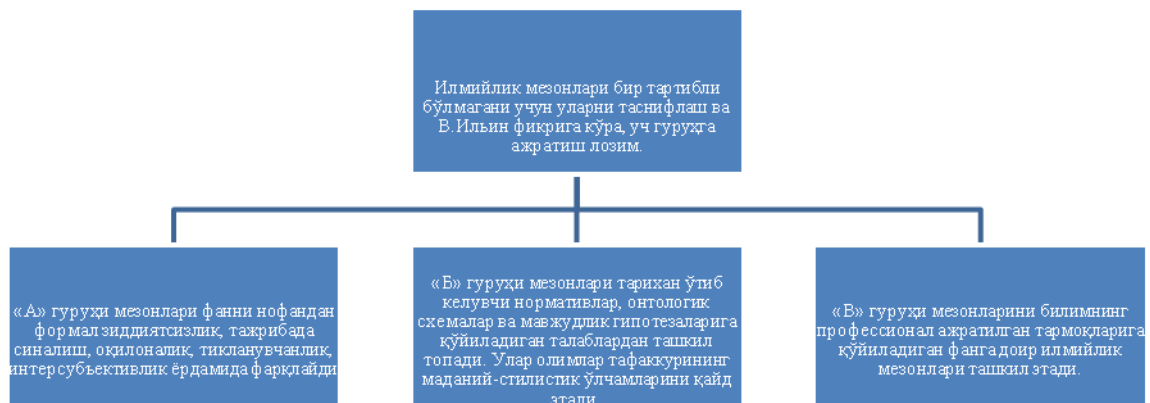 Илмийлик мезонлари бир тартибли
бўлмагани учун уларни таснифлаш ва
В.Ильин фикрига кўра, уч гуруҳга
ажратиш лозим.
«А» гуруҳи мезонлари фанни нофандан
формал зиддиятсизлик, тажрибада
синалиш, оқилоналик, тикланувчанлик,
интерсубъективлик ёрдамида фарқлайди
«Б» гуруҳи мезонлари тарихан ўтиб
келувчи нормативлар, онтологик
схемалар ва мавжудлик гипотезаларига
қўйиладиган талаблардан ташкил
топади. Улар олимлар тафаккурининг
маданий-стилистик ўлчамларини қайд
этади.
«В» гуруҳи мезонларини билимнинг
профессионал ажратилган тармоқларига
қўйиладиган фанга доир илмийлик
мезонлари ташкил этади.